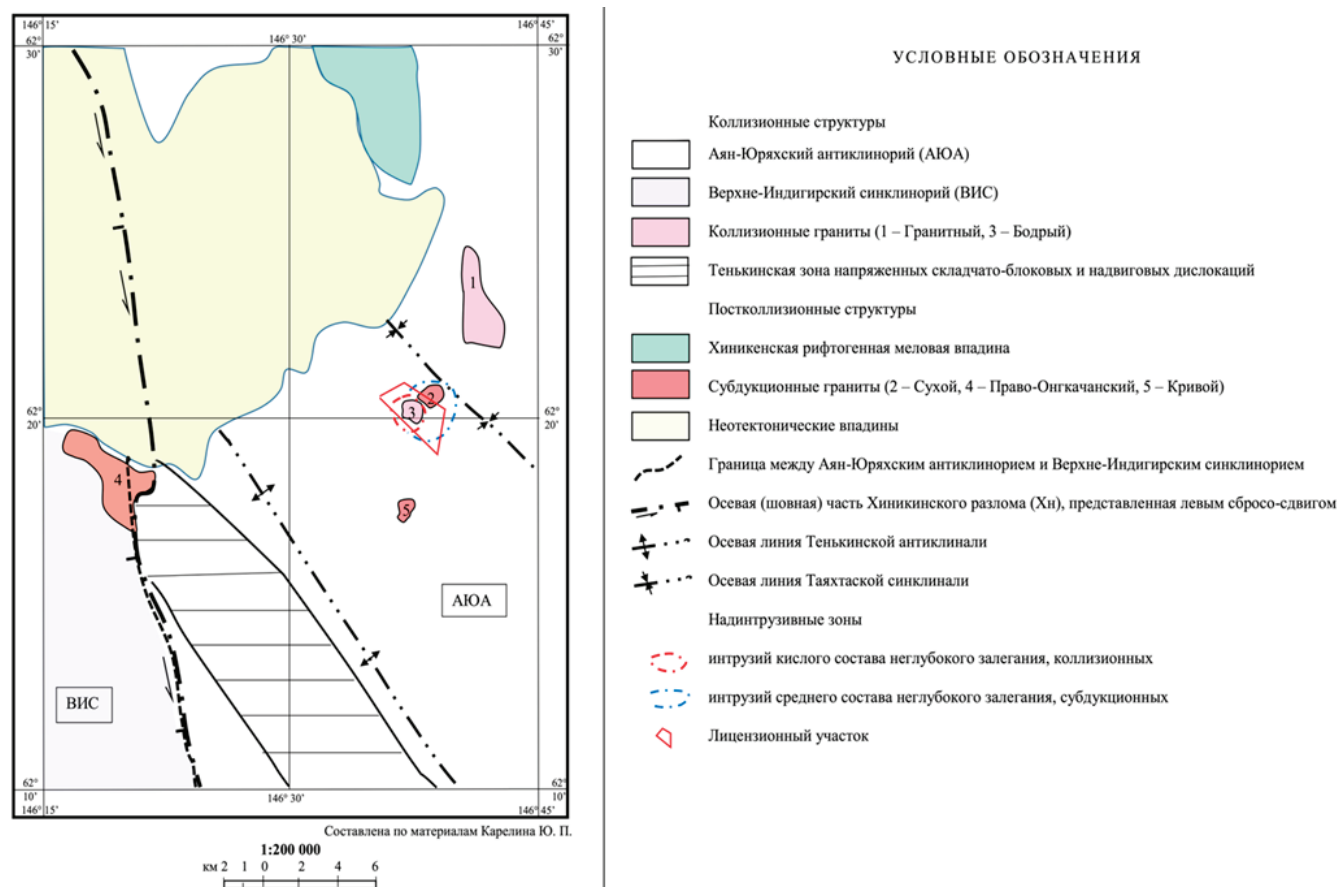 146° 15'
146° 30'
146° 45'
62°
30'
62°
30'
1
2
3
62°
20'
62°
20'
4
5
АЮА
ВИС
62°
10'
62°
10'
146° 15'
146° 30'
146° 45'
Составлена по материалам Карелина Ю. П.
1:200 000
км 2 1 0 2 4 6
УСЛОВНЫЕ ОБОЗНАЧЕНИЯ
Коллизионные структуры
Аян-Юряхский антиклинорий (АЮА)
Верхне-Индигирский синклинорий (ВИС)
Коллизионные граниты (1 – Гранитный, 3 – Бодрый)
Тенькинская зона напряженных складчато-блоковых и надвиговых дислокаций
Постколлизионные структуры
Хиникенская рифтогенная меловая впадина
Субдукционные граниты (2 – Сухой, 4 – Право-Онгкачанский, 5 – Кривой)
Неотектонические впадины
Граница между Аян-Юряхским антиклинорием и Верхне-Индигирским синклинорием
Осевая (шовная) часть Хиникинского разлома (Хн), представленная левым сбросо-сдвигом
Осевая линия Тенькинской антиклинали
Осевая линия Таяхтаской синклинали
Надинтрузивные зоны
интрузий кислого состава неглубокого залегания, коллизионных
интрузий среднего состава неглубокого залегания, субдукционных
Лицензионный участок